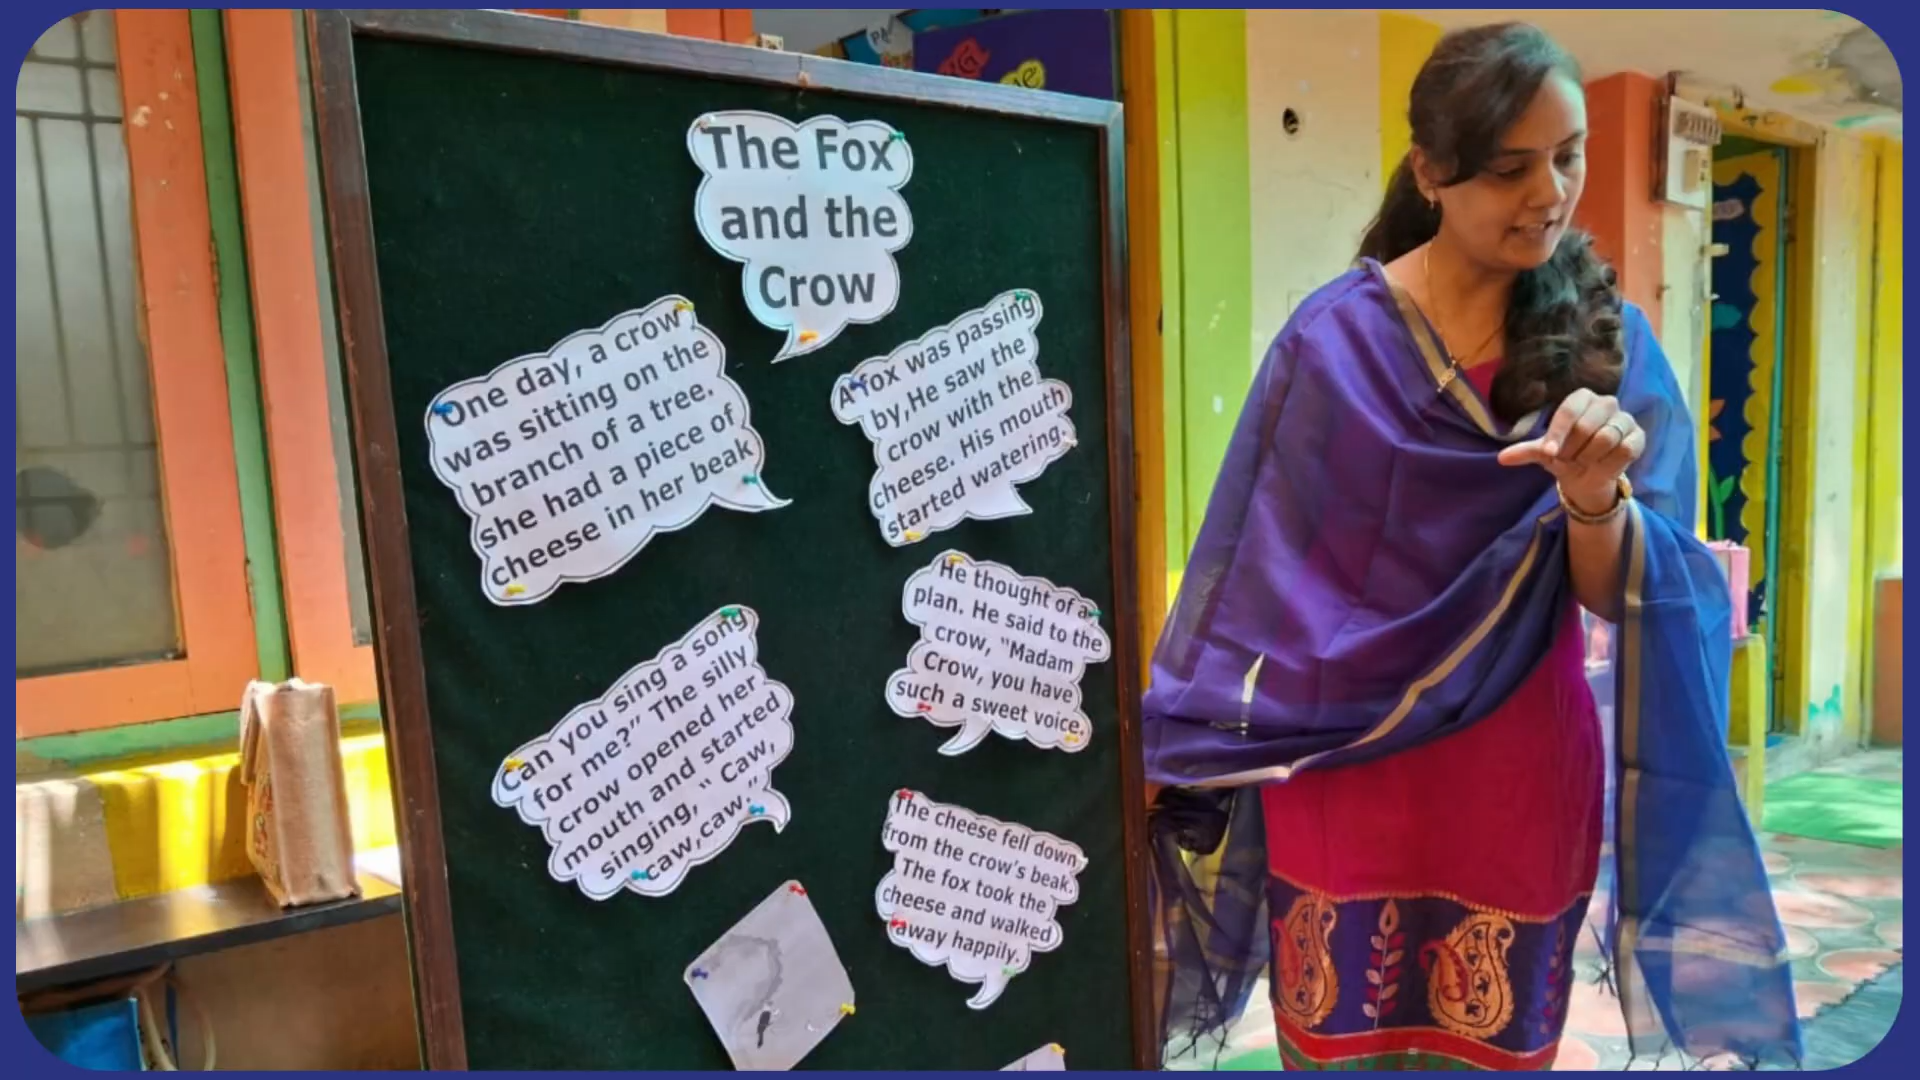 The Fox
and the
Crow
One day, a crow
was sitting on the
branch of a tree.
she had a piece of
cheese in her beak
A fox was passing
by,He saw the
crow with the
cheese. His mouth
started watering.
He thought of a
plan. He said to the
crow, "Madam
Crow, you have
such a sweet voice.
Can you sing a song
for me?" The silly
crow opened her
mouth and started
singing," Caw,
caw,caw."
The cheese fell down
from the crow's beak.
The fox took the
cheese and walked
away happily.